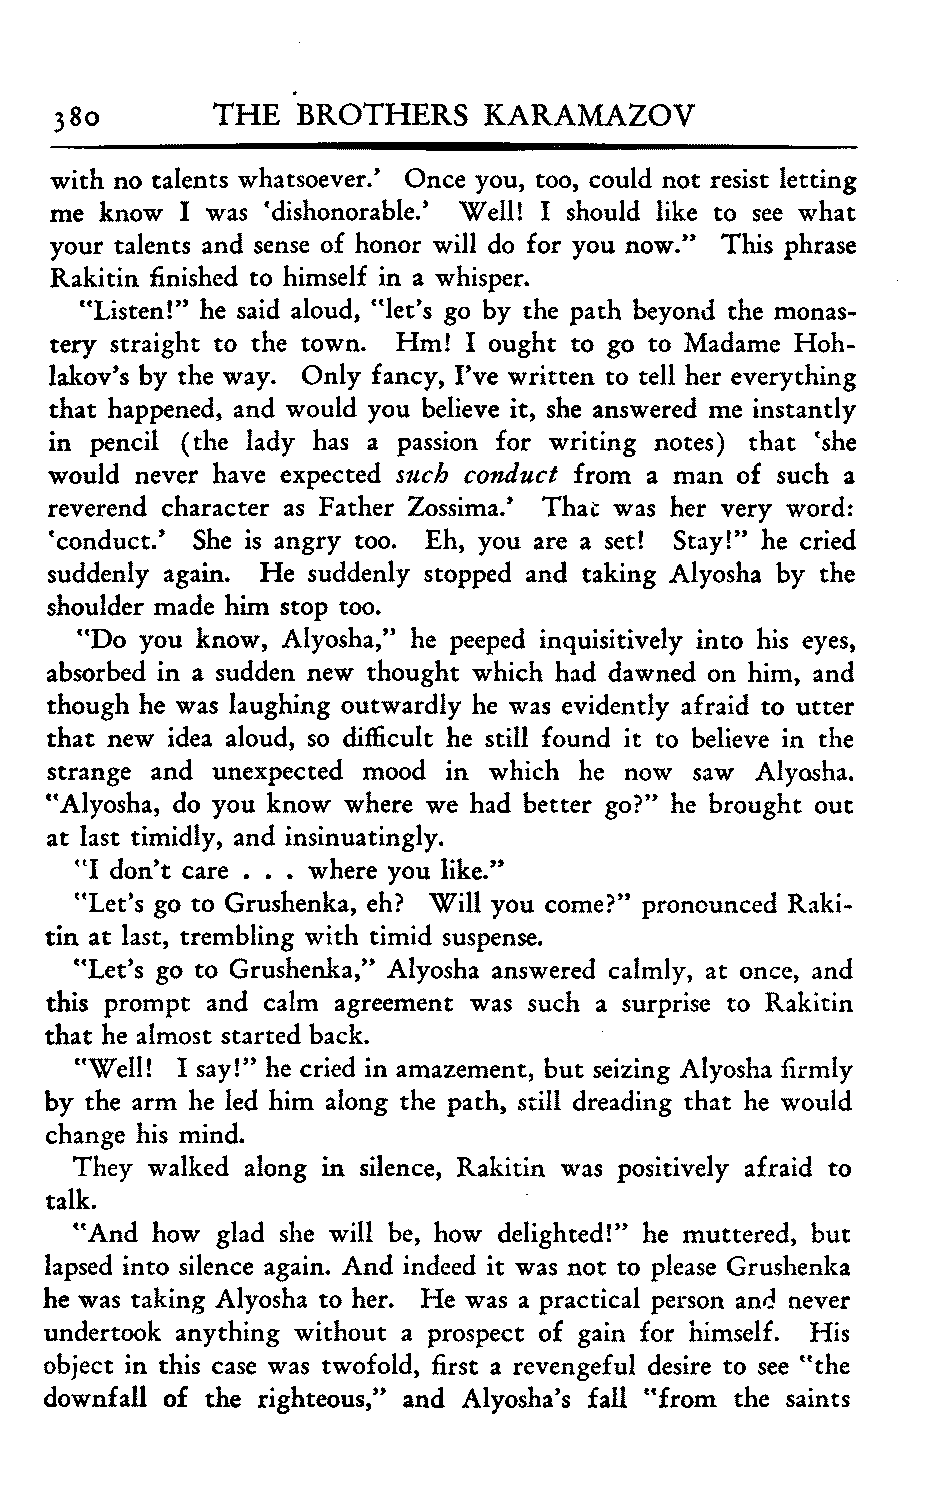 380 THE BROTHERS KARAMAZOV
with no talents whatsoever.' Once you, too, could not resist letting
me know I was 'dishonorable.' Well! I should like to see what
your talents and sense of honor will do for you now." This phrase
Rakitin finished to himself in a whisper.
"Listen!" he said aloud, "let's go by the path beyond the monas-
tery straight to the town. Hm! I ought to go to Madame Hoh-
lakov's by the way. Only fancy, I've written to tell her everything
that happened, and would you believe it, she answered me instantly
in pencil (the lady has a passion for writing notes) that 'she
would never have expected such conduct from a man of such a
reverend character as Father Zossima.' That was her very word:
'conduct.' She is angry too. Eh, you are a set! Stay!" he cried
suddenly again. He suddenly stopped and taking Alyosha by the
shoulder made him stop too.
"Do you know, Alyosha," he peeped inquisitively into his eyes,
absorbed in a sudden new thought which had dawned on him, and
though he was laughing outwardly he was evidently afraid to utter
that new idea aloud, so difficult he still found it to believe in the
strange and unexpected mood in which he now saw Alyosha.
"Alyosha, do you know where we had better go?" he brought out
at last timidly, and insinuatingly.
"I don't care . . . where you like."
"Let's go to Grushenka, eh? Will you come?" pronounced Raki-
tin at last, trembling with timid suspense.
"Let's go to Grushenka," Alyosha answered calmly, at once, and
this prompt and calm agreement was such a surprise to Rakitin
that he almost started back.
"Well! I say!" he cried in amazement, but seizing Alyosha firmly
by the arm he led him along the path, still dreading that he would
change his mind.
They walked along in silence, Rakitin was positively afraid to
talk.
"And how glad she will be, how delighted!" he muttered, but
lapsed into silence again. And indeed it was not to please Grushenka
he was taking Alyosha to her. He was a practical person and never
undertook anything without a prospect of gain for himself. His
object in this case was twofold, first a revengeful desire to see "the
downfall of the righteous," and Alyosha's fall "from the saints